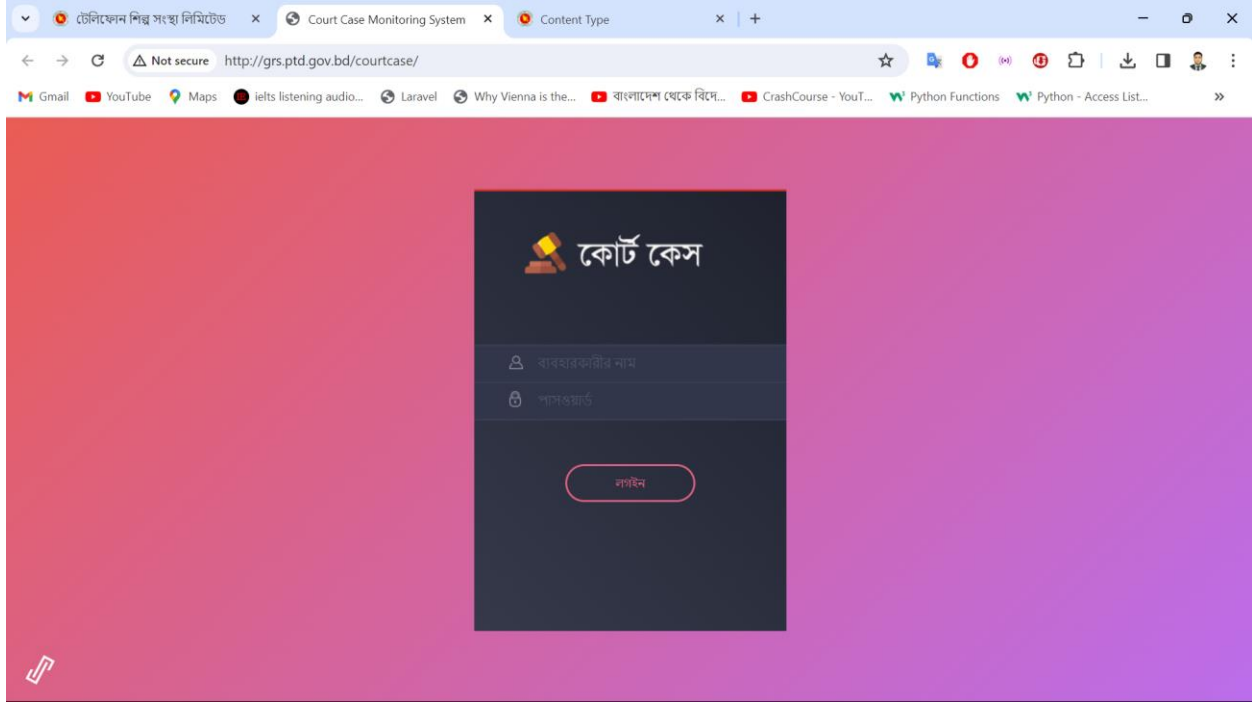 টেলিফোন শিল্প সংস্থা লিমিটেড
Court Case Monitoring System
Content Type
Not secure http://grs.ptd.gov.bd/courtcase/
Gmail YouTube Maps ielts listening audio... Laravel Why Vienna is the... বাংলাদেশ থেকে বিদে... CrashCourse - YouT... Python Functions Python - Access List...
কোর্ট কেস
ব্যবহারকারীর নাম
পাসওয়ার্ড
লগইন